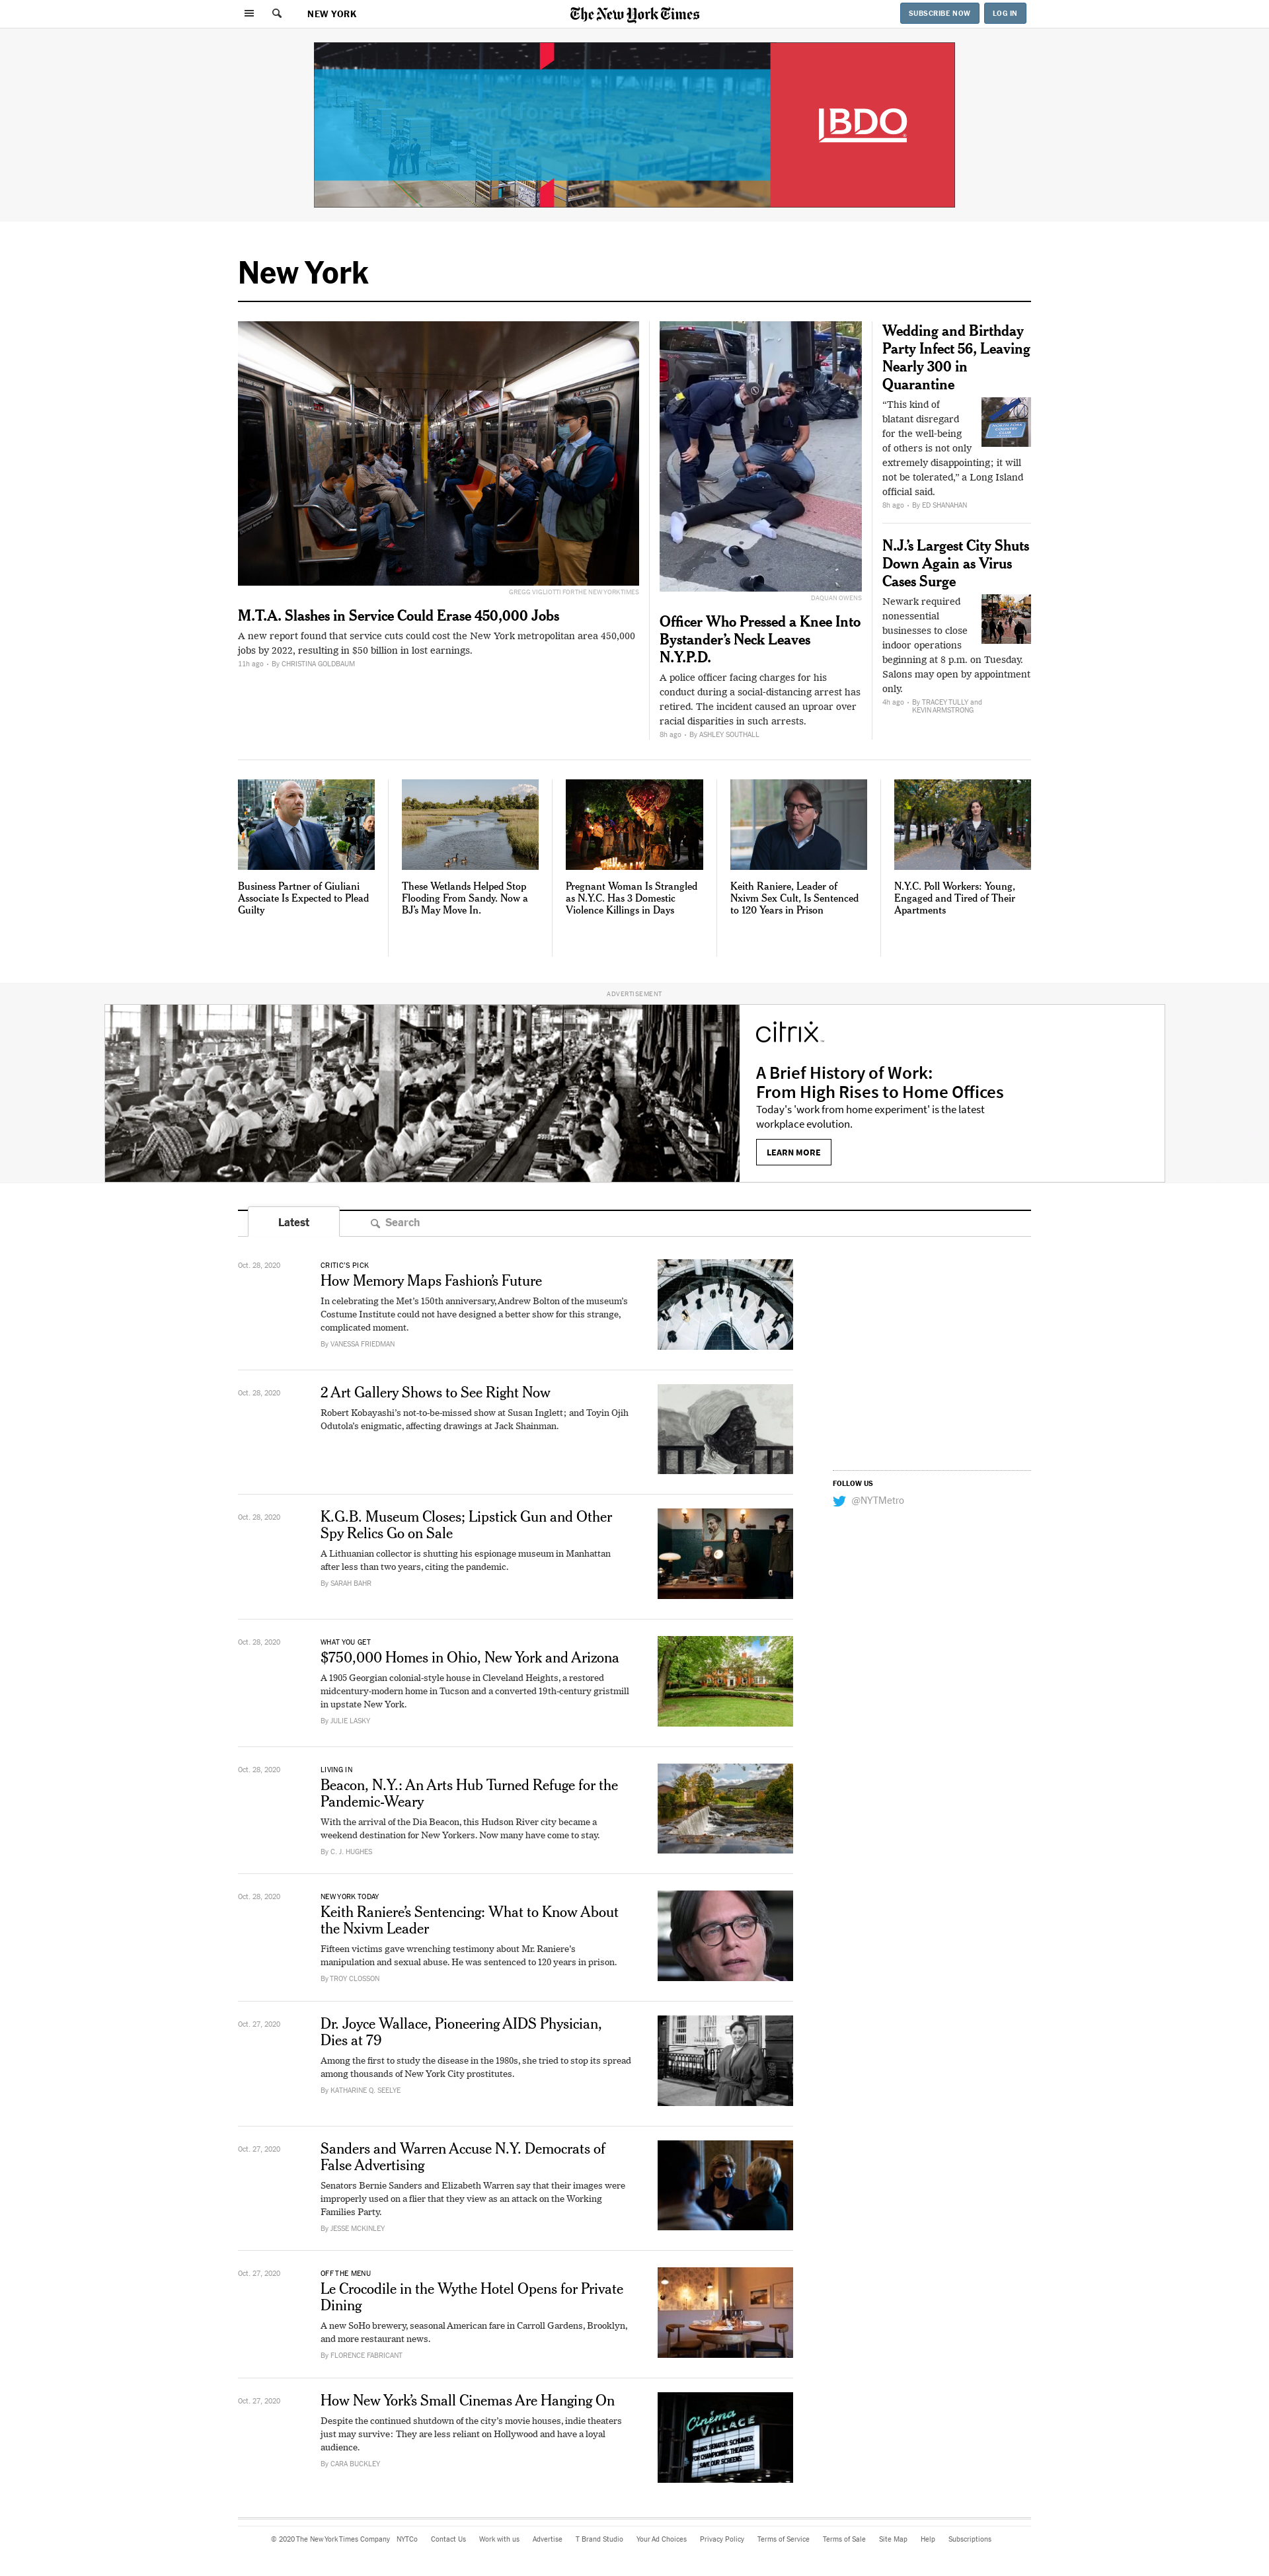 NEW YORK
The New York Times
SUBSCRIBE NOW
LOG IN
BDO
New York
GREGG VIGLIOTTI FOR THE NEW YORK TIMES
M.T.A. Slashes in Service Could Erase 450,000 Jobs
A new report found that service cuts could cost the New York metropolitan area 450,000
jobs by 2022, resulting in $50 billion in lost earnings.
11h ago • By CHRISTINA GOLDBAUM
DAQUAN OWENS
Officer Who Pressed a Knee Into
Bystander’s Neck Leaves
N.Y.P.D.
A police officer facing charges for his
conduct during a social-distancing arrest has
retired. The incident caused an uproar over
racial disparities in such arrests.
8h ago • By ASHLEY SOUTHALL
Wedding and Birthday
Party Infect 56, Leaving
Nearly 300 in
Quarantine
“This kind of
blatant disregard
for the well-being
of others is not only
extremely disappointing; it will
not be tolerated,” a Long Island
official said.
8h ago • By ED SHANAHAN
N.J.’s Largest City Shuts
Down Again as Virus
Cases Surge
Newark required
nonessential
businesses to close
indoor operations
beginning at 8 p.m. on Tuesday.
Salons may open by appointment
only.
4h ago • By TRACEY TULLY and
KEVIN ARMSTRONG
Business Partner of Giuliani
Associate Is Expected to Plead
Guilty
These Wetlands Helped Stop
Flooding From Sandy. Now a
BJ’s May Move In.
Pregnant Woman Is Strangled
as N.Y.C. Has 3 Domestic
Violence Killings in Days
Keith Raniere, Leader of
Nxivm Sex Cult, Is Sentenced
to 120 Years in Prison
N.Y.C. Poll Workers: Young,
Engaged and Tired of Their
Apartments
ADVERTISEMENT
citrix
A Brief History of Work:
From High Rises to Home Offices
Today's 'work from home experiment' is the latest
workplace evolution.
LEARN MORE
Latest
Search
Oct. 28, 2020
CRITIC’S PICK
How Memory Maps Fashion’s Future
In celebrating the Met’s 150th anniversary, Andrew Bolton of the museum’s
Costume Institute could not have designed a better show for this strange,
complicated moment.
By VANESSA FRIEDMAN
Oct. 28, 2020
2 Art Gallery Shows to See Right Now
Robert Kobayashi’s not-to-be-missed show at Susan Inglett; and Toyin Ojih
Odutola’s enigmatic, affecting drawings at Jack Shainman.
FOLLOW US
@NYTMetro
Oct. 28, 2020
K.G.B. Museum Closes; Lipstick Gun and Other
Spy Relics Go on Sale
A Lithuanian collector is shutting his espionage museum in Manhattan
after less than two years, citing the pandemic.
By SARAH BAHR
Oct. 28, 2020
WHAT YOU GET
$750,000 Homes in Ohio, New York and Arizona
A 1905 Georgian colonial-style house in Cleveland Heights, a restored
midcentury-modern home in Tucson and a converted 19th-century gristmill
in upstate New York.
By JULIE LASKY
Oct. 28, 2020
LIVING IN
Beacon, N.Y.: An Arts Hub Turned Refuge for the
Pandemic-Weary
With the arrival of the Dia Beacon, this Hudson River city became a
weekend destination for New Yorkers. Now many have come to stay.
By C. J. HUGHES
Oct. 28, 2020
NEW YORK TODAY
Keith Raniere’s Sentencing: What to Know About
the Nxivm Leader
Fifteen victims gave wrenching testimony about Mr. Raniere’s
manipulation and sexual abuse. He was sentenced to 120 years in prison.
By TROY CLOSSON
Oct. 27, 2020
Dr. Joyce Wallace, Pioneering AIDS Physician,
Dies at 79
Among the first to study the disease in the 1980s, she tried to stop its spread
among thousands of New York City prostitutes.
By KATHARINE Q. SEELYE
Oct. 27, 2020
Sanders and Warren Accuse N.Y. Democrats of
False Advertising
Senators Bernie Sanders and Elizabeth Warren say that their images were
improperly used on a flier that they view as an attack on the Working
Families Party.
By JESSE MCKINLEY
Oct. 27, 2020
OFF THE MENU
Le Crocodile in the Wythe Hotel Opens for Private
Dining
A new SoHo brewery, seasonal American fare in Carroll Gardens, Brooklyn,
and more restaurant news.
By FLORENCE FABRICANT
Oct. 27, 2020
How New York’s Small Cinemas Are Hanging On
Despite the continued shutdown of the city’s movie houses, indie theaters
just may survive: They are less reliant on Hollywood and have a loyal
audience.
By CARA BUCKLEY
Cinema
VILLAGE
THANKS SENATOR SCHUMER
FOR CHAMPIONING THEATERS
SAVE OUR SCREENS
© 2020 The New York Times Company NYTCo Contact Us Work with us Advertise T Brand Studio Your Ad Choices Privacy Policy Terms of Service Terms of Sale Site Map Help Subscriptions